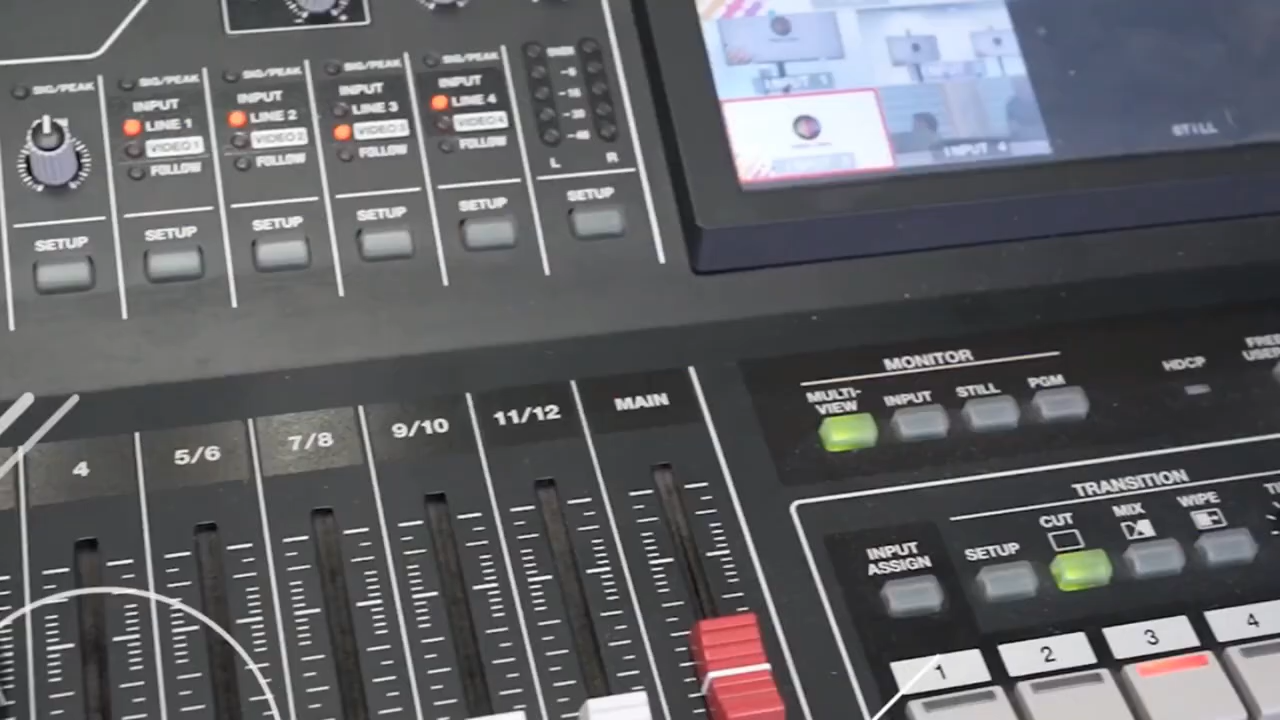 SIG/PEAK
SIG/PEAK
SIG/PEAK
SIG/PEAK
SIG/PEAK
INPUT
LINE 1
VIDEO 1
FOLLOW
INPUT
LINE 2
VIDEO 2
FOLLOW
INPUT
LINE 3
VIDEO 3
FOLLOW
INPUT
LINE 4
VIDEO 4
FOLLOW
L R
SETUP
SETUP
SETUP
SETUP
SETUP
SETUP
INPUT 1
INPUT 4
STILL
4
5/6
7/8
9/10
11/12
MAIN
MONITOR
MULTI-
VIEW
INPUT
STILL
PGM
HDCP
TRANSITION
INPUT
ASSIGN
SETUP
CUT
MIX
WIPE
1
2
3
4